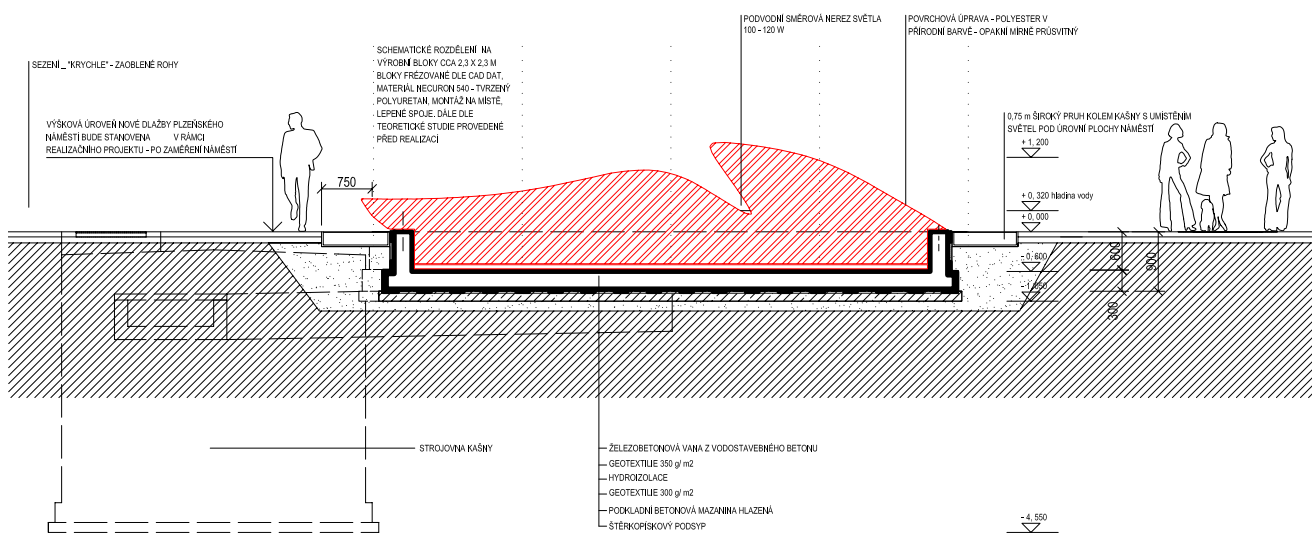 SEZENÍ _ "KRYCHLE" - ZAOBLENÉ ROHY
VÝŠKOVÁ ÚROVEŇ NOVÉ DLAŽBY PLZEŇSKÉHO
NÁMĚSTÍ BUDE STANOVENA V RÁMCI
REALIZAČNÍHO PROJEKTU - PO ZAMĚŘENÍ NÁMĚSTÍ
SCHEMATICKÉ ROZDĚLENÍ NA
VÝROBNÍ BLOKY CCA 2,3 X 2,3 M
BLOKY FRÉZOVANÉ DLE CAD DAT,
MATERIÁL NECURON 540 - TVRZENÝ
POLYURETAN, MONTÁŽ NA MÍSTĚ,
LEPENÉ SPOJE. DÁLE DLE
TEORETICKÉ STUDIE PROVEDENÉ
PŘED REALIZACÍ
PODVODNÍ SMĚROVÁ NEREZ SVĚTLA
100 - 120 W
POVRCHOVÁ ÚPRAVA - POLYESTER V
PŘÍRODNÍ BARVĚ - OPAKNÍ MÍRNĚ PRŮSVITNÝ
0,75 m ŠIROKÝ PRUH KOLEM KAŠNY S UMÍSTĚNÍM
SVĚTEL POD ÚROVNÍ PLOCHY NÁMĚSTÍ
+ 1, 200
+ 0, 320 hladina vody
+ 0, 000
- 0, 600
- 1, 050
750
600
900
300
STROJOVNA KAŠNY
ŽELEZOBETONOVÁ VANA Z VODOSTAVEBNÉHO BETONU
GEOTEXTILIE 350 g/ m2
HYDROIZOLACE
GEOTEXTILIE 300 g/ m2
PODKLADNÍ BETONOVÁ MAZANINA HLAZENÁ
ŠTĚRKOPÍSKOVÝ PODSYP
- 4, 550